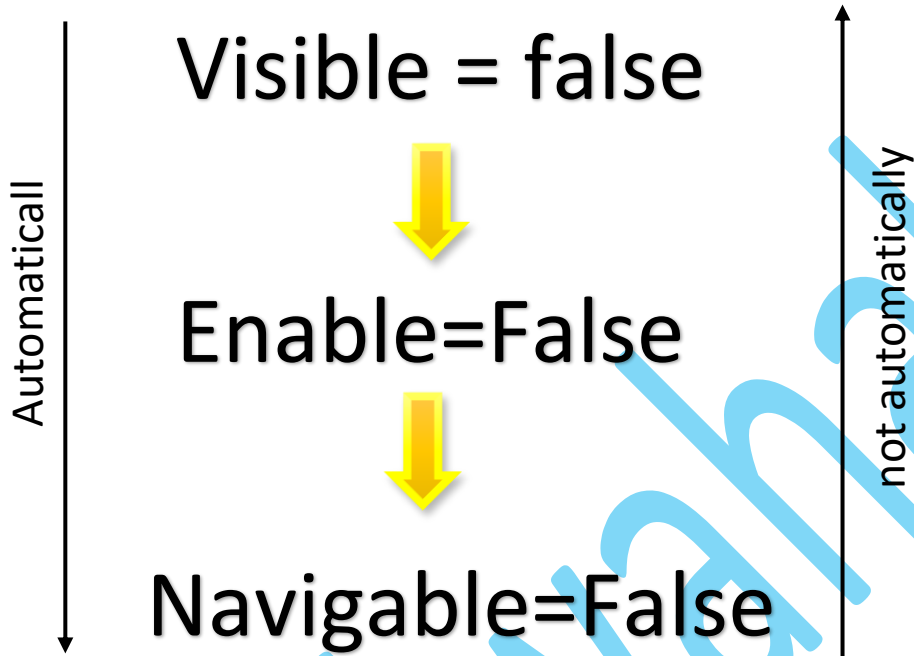 Visible = false
Automaticall
not automatically
Enable=False
Navigable=False